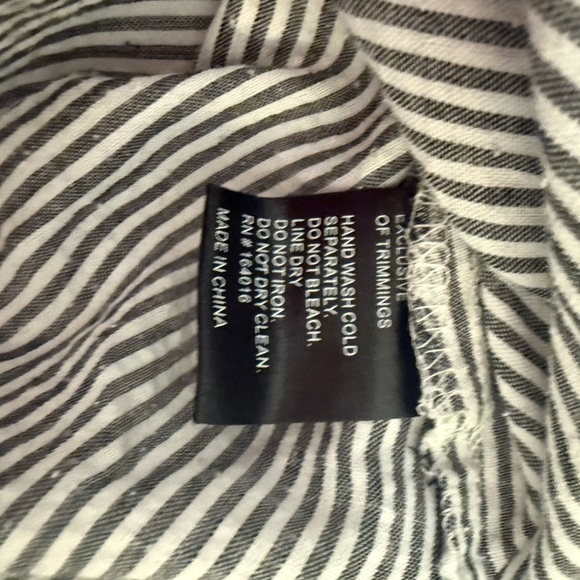 EXCLUSIVE
OF TRIMMINGS
HAND WASH COLD
SEPARATELY.
DO NOT BLEACH.
LINE DRY
DO NOT IRON.
DO NOT DRY CLEAN.
RN# 164016
MADE IN CHINA